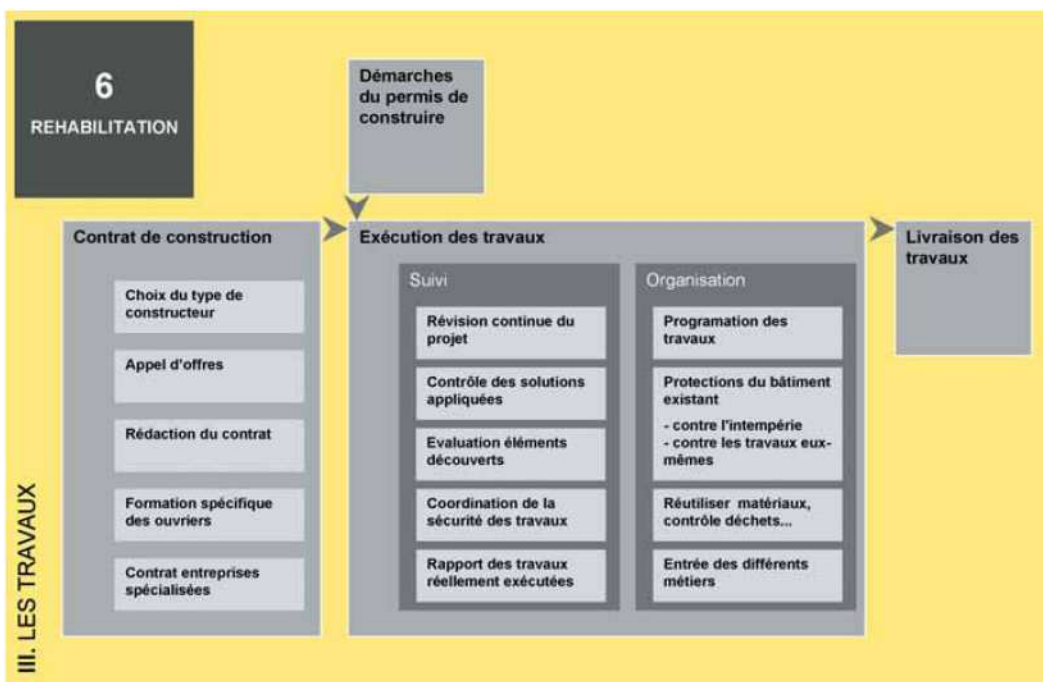 6
REHABILITATION
Démarches
du permis de
construire
Contrat de construction
Choix du type de
constructeur
Appel d'offres
Rédaction du contrat
Formation spécifique
des ouvriers
Contrat entreprises
spécialisées
Exécution des travaux
Suivi
Révision continue du
projet
Contrôle des solutions
appliquées
Evaluation éléments
découverts
Coordination de la
sécurité des travaux
Rapport des travaux
réellement exécutées
Organisation
Programation des
travaux
Protections du bâtiment
existant
- contre l'intempérie
- contre les travaux eux-
mêmes
Réutiliser matériaux,
contrôle déchets...
Entrée des différents
métiers
Livraison des
travaux
III. LES TRAVAUX